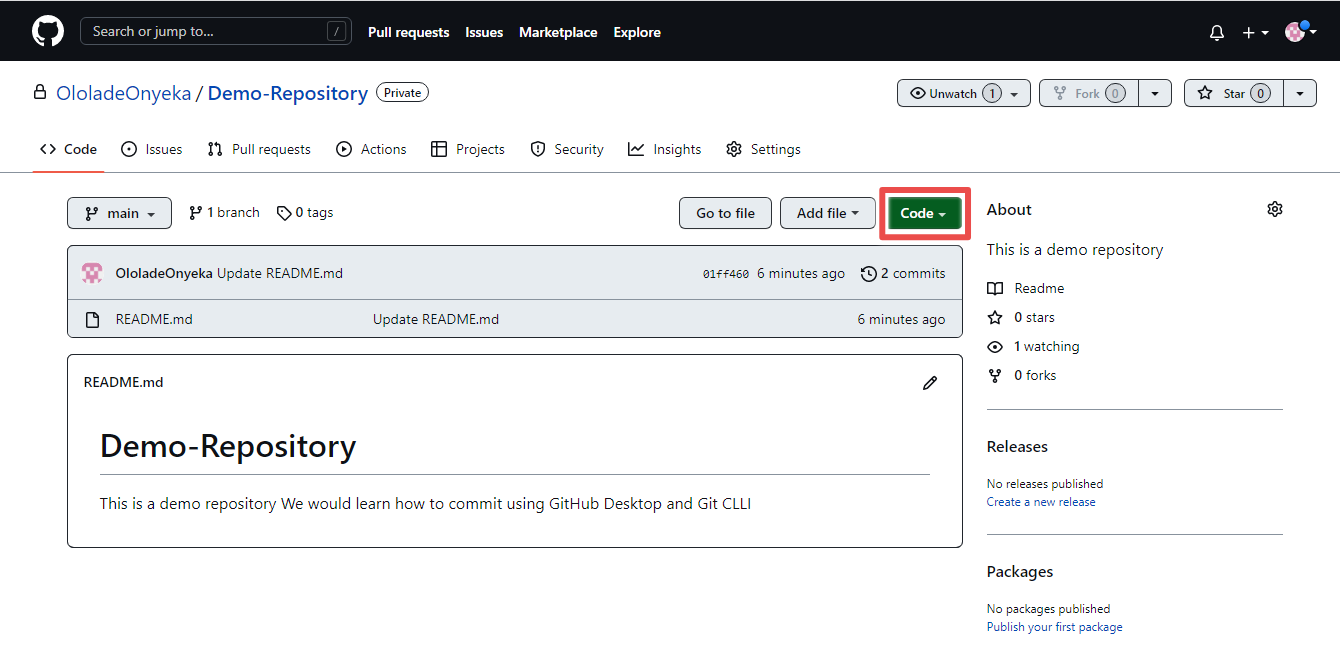 Search or jump to... / Pull requests Issues Marketplace Explore
OloladeOnyeka / Demo-Repository Private Unwatch 1 Fork 0 Star 0
Code Issues Pull requests Actions Projects Security Insights Settings
main 1 branch 0 tags Go to file Add file Code
OloladeOnyeka Update README.md 01ff460 6 minutes ago 2 commits
README.md Update README.md 6 minutes ago
README.md
Demo-Repository
This is a demo repository We would learn how to commit using GitHub Desktop and Git CLLI
About
This is a demo repository
Readme
0 stars
1 watching
0 forks
Releases
No releases published
Create a new release
Packages
No packages published
Publish your first package